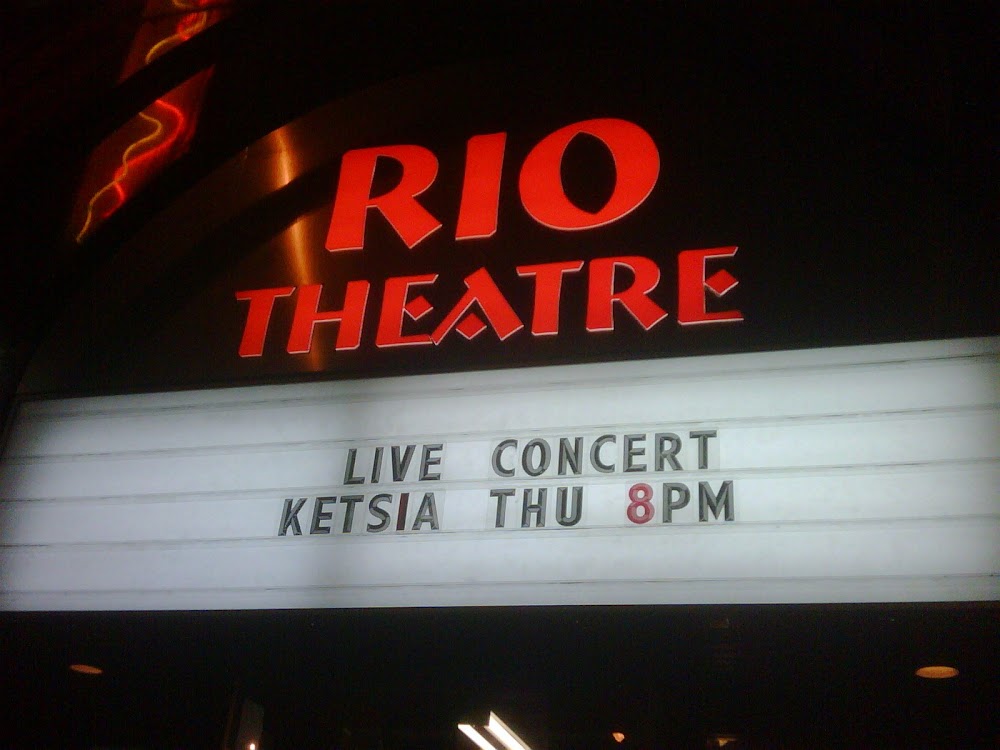 RIO
THEATRE
LIVE CONCERT
KETSIA THU 8PM